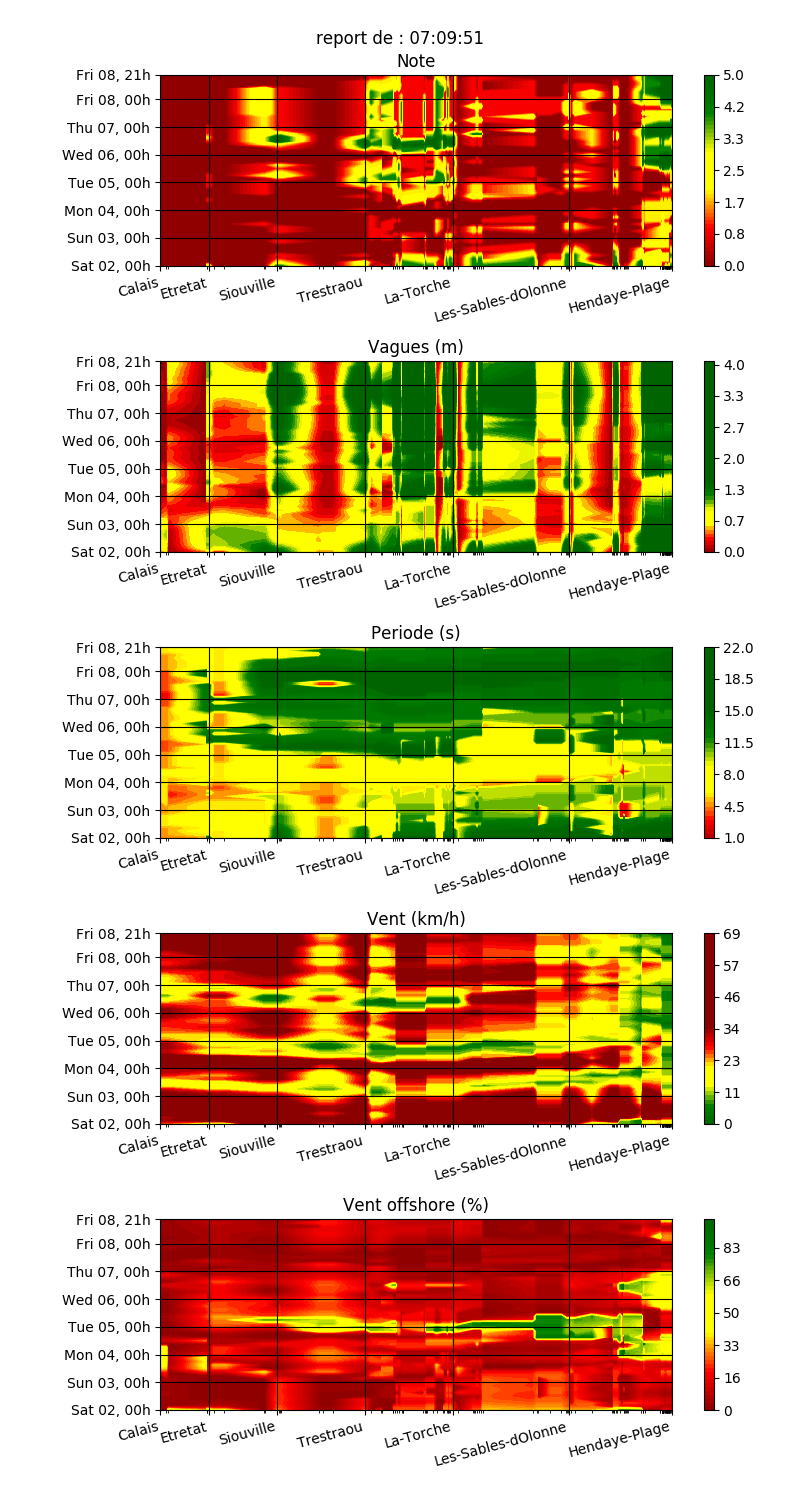 report de : 07:09:51
Note
Fri 08, 21h
Fri 08, 00h
Thu 07, 00h
Wed 06, 00h
Tue 05, 00h
Mon 04, 00h
Sun 03, 00h
Sat 02, 00h
Calais
Etretat
Siouville
Trestraou
La-Torche
Les-Sables-dOlonne
Hendaye-Plage
5.0
4.2
3.3
2.5
1.7
0.8
0.0
Vagues (m)
Fri 08, 21h
Fri 08, 00h
Thu 07, 00h
Wed 06, 00h
Tue 05, 00h
Mon 04, 00h
Sun 03, 00h
Sat 02, 00h
Calais
Etretat
Siouville
Trestraou
La-Torche
Les-Sables-dOlonne
Hendaye-Plage
4.0
3.3
2.7
2.0
1.3
0.7
0.0
Periode (s)
Fri 08, 21h
Fri 08, 00h
Thu 07, 00h
Wed 06, 00h
Tue 05, 00h
Mon 04, 00h
Sun 03, 00h
Sat 02, 00h
Calais
Etretat
Siouville
Trestraou
La-Torche
Les-Sables-dOlonne
Hendaye-Plage
22.0
18.5
15.0
11.5
8.0
4.5
1.0
Vent (km/h)
Fri 08, 21h
Fri 08, 00h
Thu 07, 00h
Wed 06, 00h
Tue 05, 00h
Mon 04, 00h
Sun 03, 00h
Sat 02, 00h
Calais
Etretat
Siouville
Trestraou
La-Torche
Les-Sables-dOlonne
Hendaye-Plage
69
57
46
34
23
11
0
Vent offshore (%)
Fri 08, 21h
Fri 08, 00h
Thu 07, 00h
Wed 06, 00h
Tue 05, 00h
Mon 04, 00h
Sun 03, 00h
Sat 02, 00h
Calais
Etretat
Siouville
Trestraou
La-Torche
Les-Sables-dOlonne
Hendaye-Plage
83
66
50
33
16
0